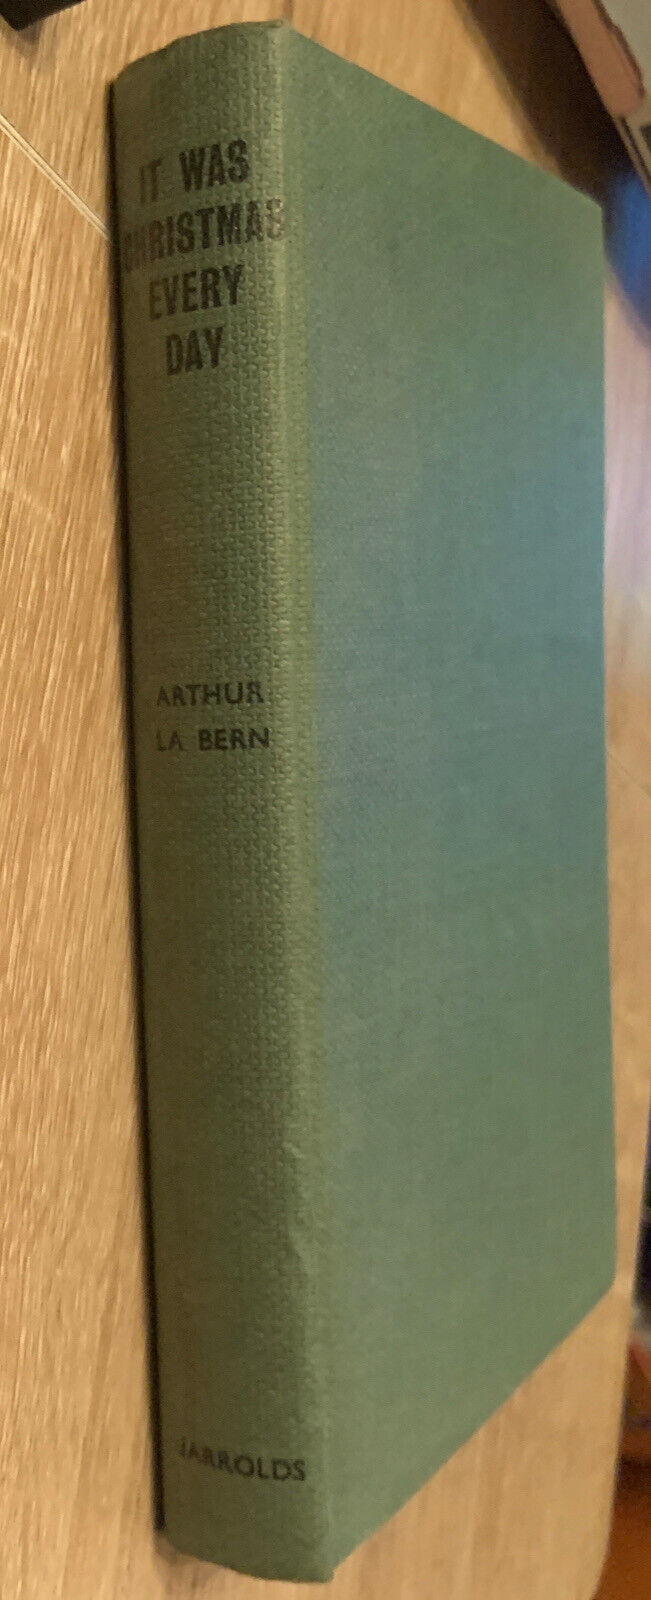 IT WAS
CHRISTMAS
EVERY
DAY
ARTHUR
LA BERN
JARROLDS